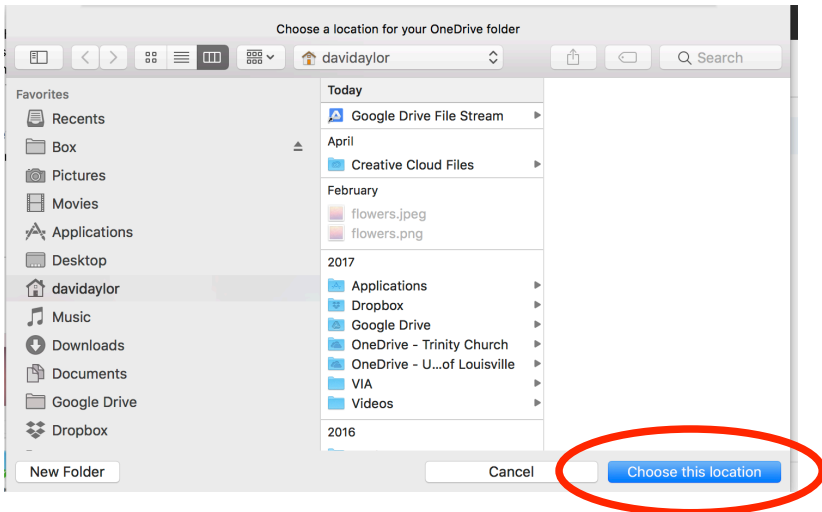 Choose a location for your OneDrive folder
davidaylor
Search
Favorites
Recents
Box
Pictures
Movies
Applications
Desktop
davidaylor
Music
Downloads
Documents
Google Drive
Dropbox
Today
Google Drive File Stream
April
Creative Cloud Files
February
flowers.jpeg
flowers.png
2017
Applications
Dropbox
Google Drive
OneDrive - Trinity Church
OneDrive - U...of Louisville
VIA
Videos
2016
New Folder
Cancel
Choose this location